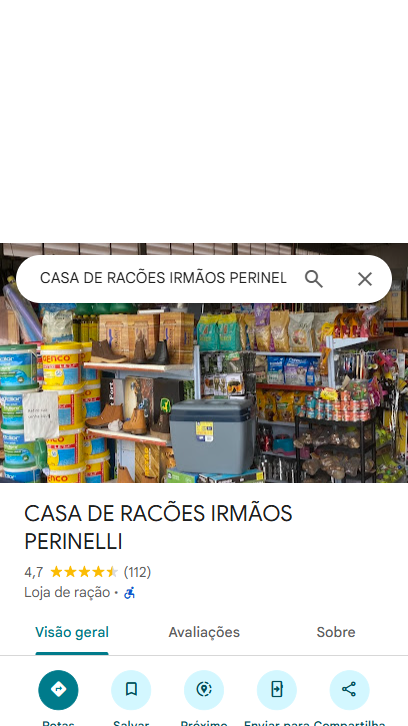 CASA DE RACÕES IRMÃOS PERINEL
GENCO
CASA DE RACÕES IRMÃOS
PERINELLI
4,7 (112)
Loja de ração ·
Visão geral Avaliações Sobre
Rotas Salvar Próximo Enviar para Compartilha